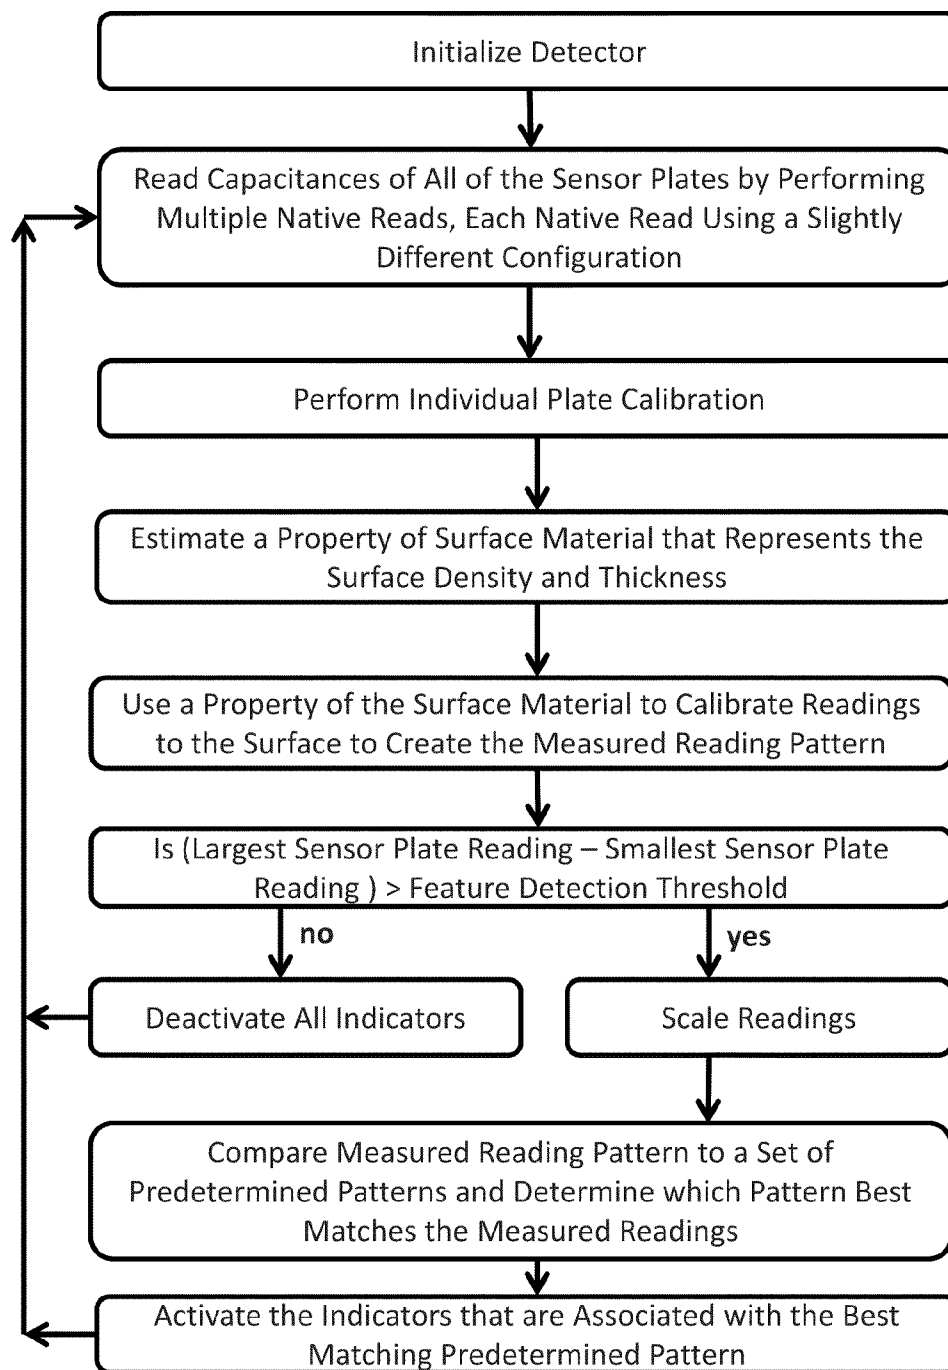 Initialize Detector
Read Capacitances of All of the Sensor Plates by Performing
Multiple Native Reads, Each Native Read Using a Slightly
Different Configuration
Perform Individual Plate Calibration
Estimate a Property of Surface Material that Represents the
Surface Density and Thickness
Use a Property of the Surface Material to Calibrate Readings
to the Surface to Create the Measured Reading Pattern
Is (Largest Sensor Plate Reading – Smallest Sensor Plate
Reading ) > Feature Detection Threshold
no
yes
Deactivate All Indicators
Scale Readings
Compare Measured Reading Pattern to a Set of
Predetermined Patterns and Determine which Pattern Best
Matches the Measured Readings
Activate the Indicators that are Associated with the Best
Matching Predetermined Pattern